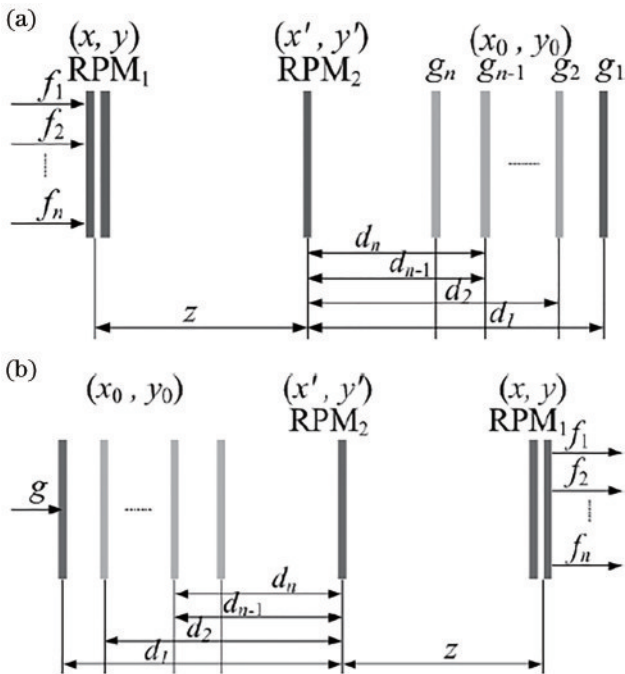 (a)
(x, y) (x', y') (x₀, y₀)
RPM₁ RPM₂ gₙ gₙ₋₁ g₂ g₁
f₁
f₂
fₙ
dₙ
dₙ₋₁
d₂
z d₁
(b)
(x₀, y₀) (x', y') (x, y)
RPM₂ RPM₁ f₁
g f₂
fₙ
dₙ
dₙ₋₁
d₂
d₁ z